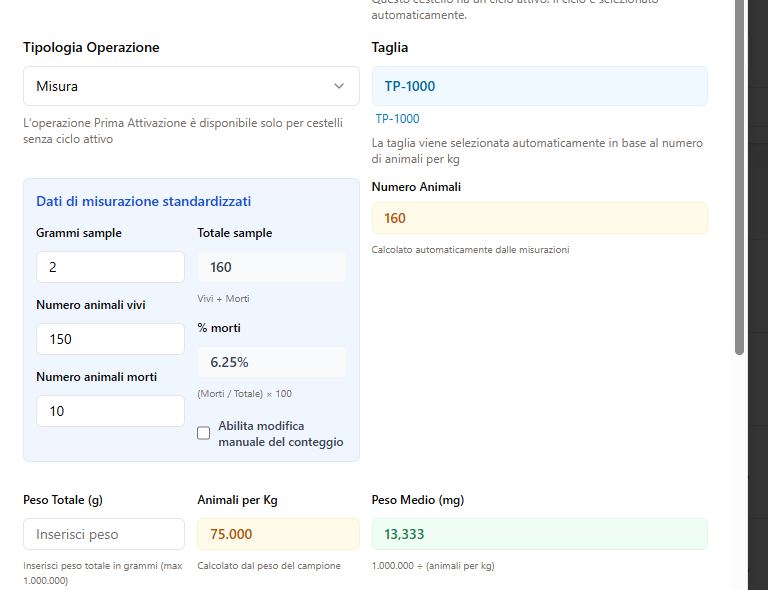 Questo cestello ha un ciclo attivo. Il ciclo è selezionato
automaticamente.
Tipologia Operazione
Misura
L'operazione Prima Attivazione è disponibile solo per cestelli
senza ciclo attivo
Taglia
TP-1000
TP-1000
La taglia viene selezionata automaticamente in base al numero
di animali per kg
Numero Animali
160
Calcolato automaticamente dalle misurazioni
Dati di misurazione standardizzati
Grammi sample
2
Numero animali vivi
150
Numero animali morti
10
Totale sample
160
Vivi + Morti
% morti
6.25%
(Morti / Totale) × 100
Abilita modifica
manuale del conteggio
Peso Totale (g)
Inserisci peso
Inserisci peso totale in grammi (max
1.000.000)
Animali per Kg
75.000
Calcolato dal peso del campione
Peso Medio (mg)
13,333
1.000.000 ÷ (animali per kg)